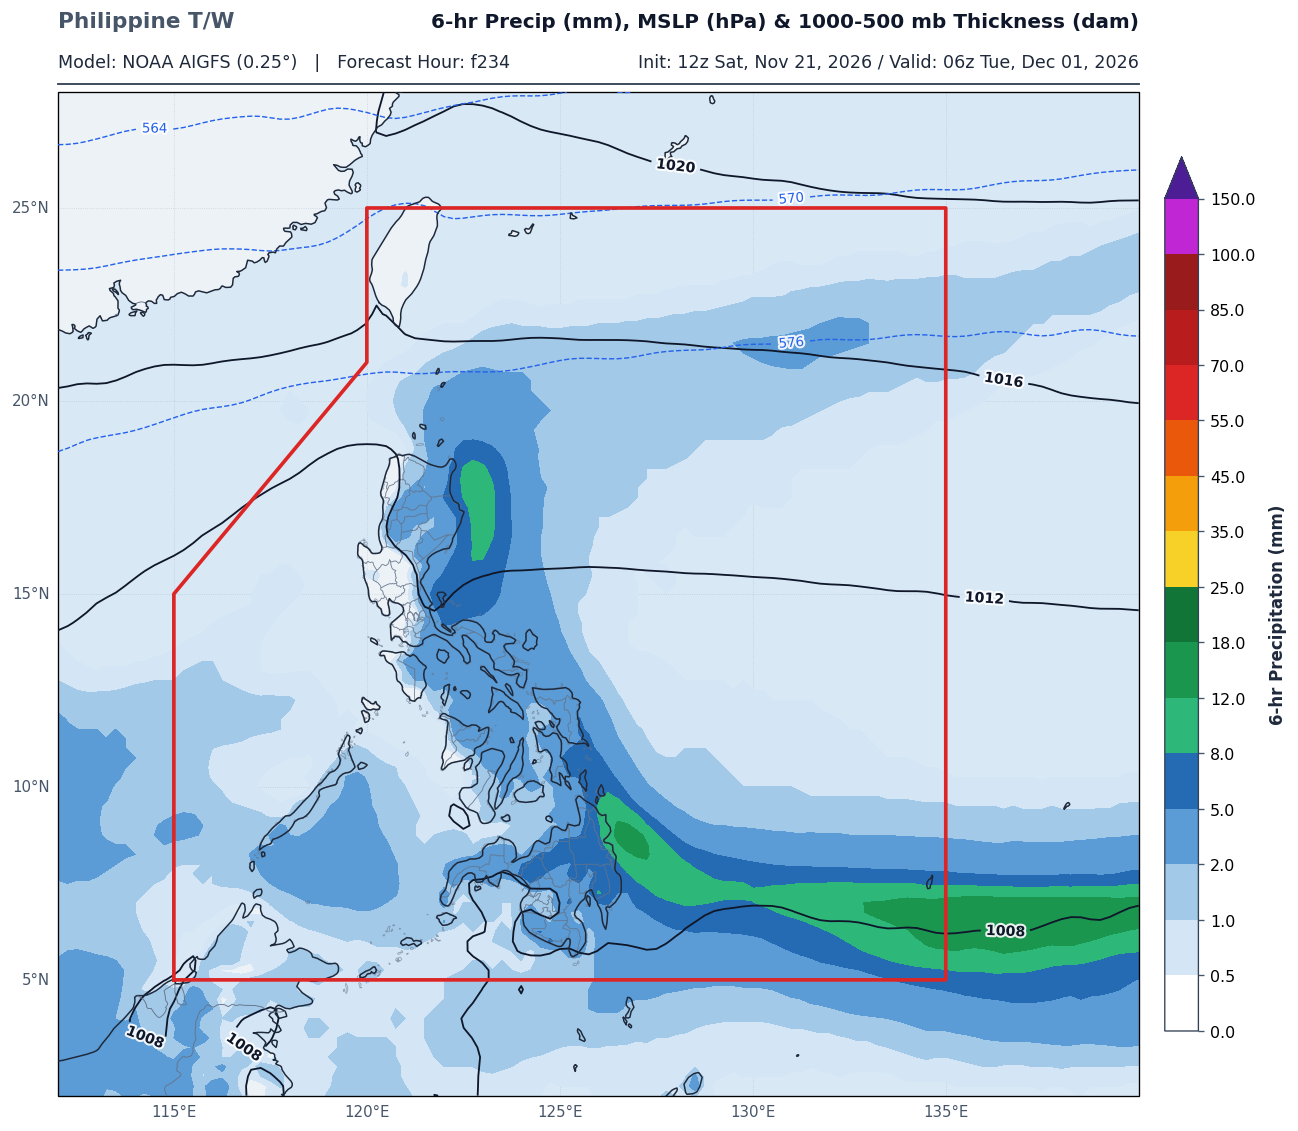 Philippine T/W
6-hr Precip (mm), MSLP (hPa) & 1000-500 mb Thickness (dam)
Model: NOAA AIGFS (0.25°) | Forecast Hour: f234
Init: 12z Sat, Nov 21, 2026 / Valid: 06z Tue, Dec 01, 2026
564
1020
570
25°N
576
1016
20°N
15°N
1012
10°N
1008
5°N
1008
1008
115°E
120°E
125°E
130°E
135°E
150.0
100.0
85.0
70.0
55.0
45.0
35.0
25.0
18.0
12.0
8.0
5.0
2.0
1.0
0.5
0.0
6-hr Precipitation (mm)